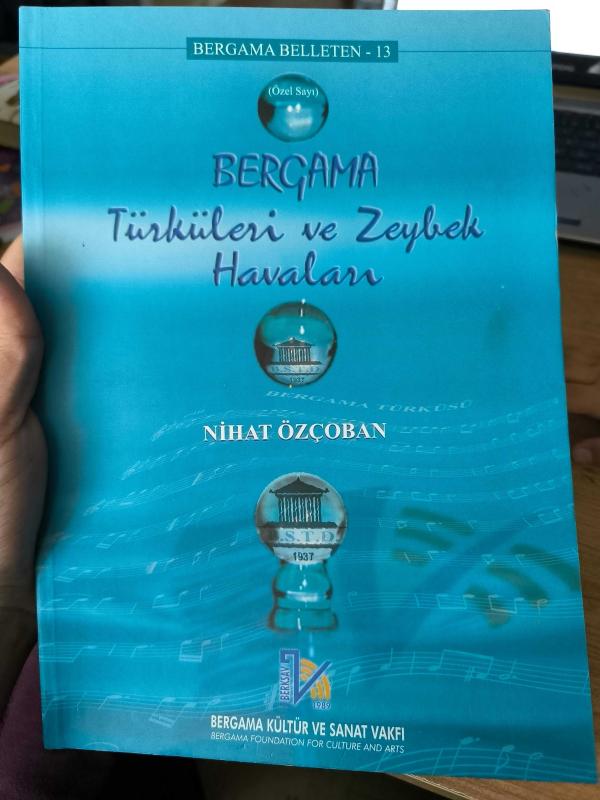 BERGAMA BELLETEN - 13
(Özel Sayı)
BERGAMA
Türküleri ve Zeybek
Havaları
B.S.T.D.
1937
BERGAMA TÜRKÜSÜ
NİHAT ÖZÇOBAN
B.S.T.D.
1937
BERKSAV
1989
BERGAMA KÜLTÜR VE SANAT VAKFI
BERGAMA FOUNDATION FOR CULTURE AND ARTS